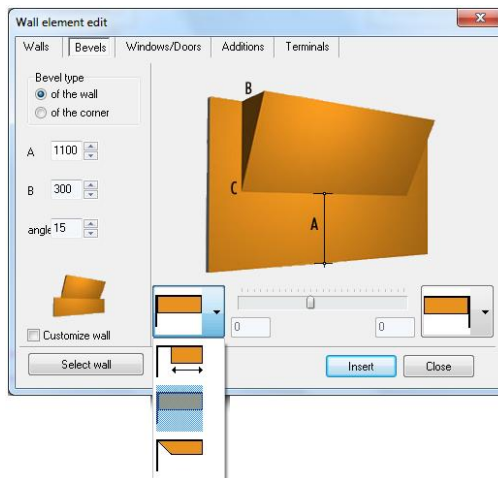 Wall element edit
Walls Bevels Windows/Doors Additions Terminals
Bevel type
of the wall
of the corner
A 1100
B 300
angle 15
Customize wall
Select wall
B
C
A
0 0
Insert Close